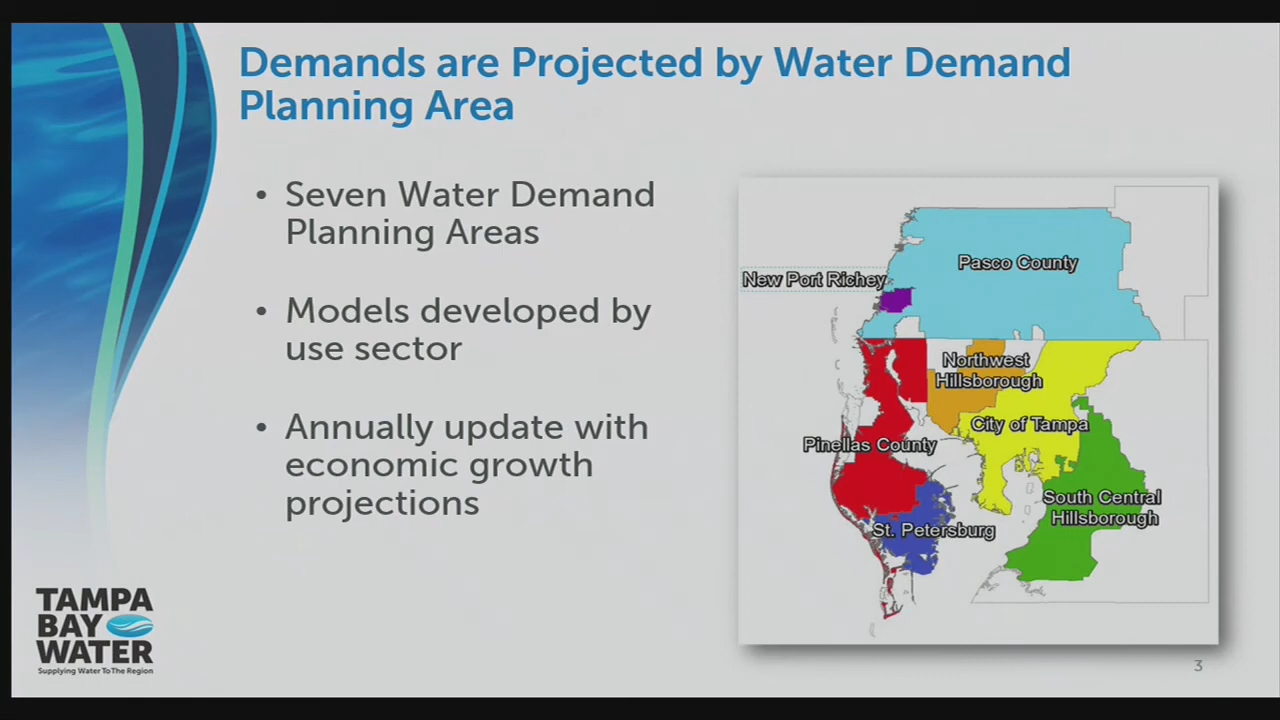 Demands are Projected by Water Demand
Planning Area
• Seven Water Demand
Planning Areas
• Models developed by
use sector
• Annually update with
economic growth
projections
Pasco County
New Port Richey
Northwest
Hillsborough
City of Tampa
Pinellas County
South Central
Hillsborough
St. Petersburg
TAMPA
BAY
WATER
Supplying Water To The Region
3